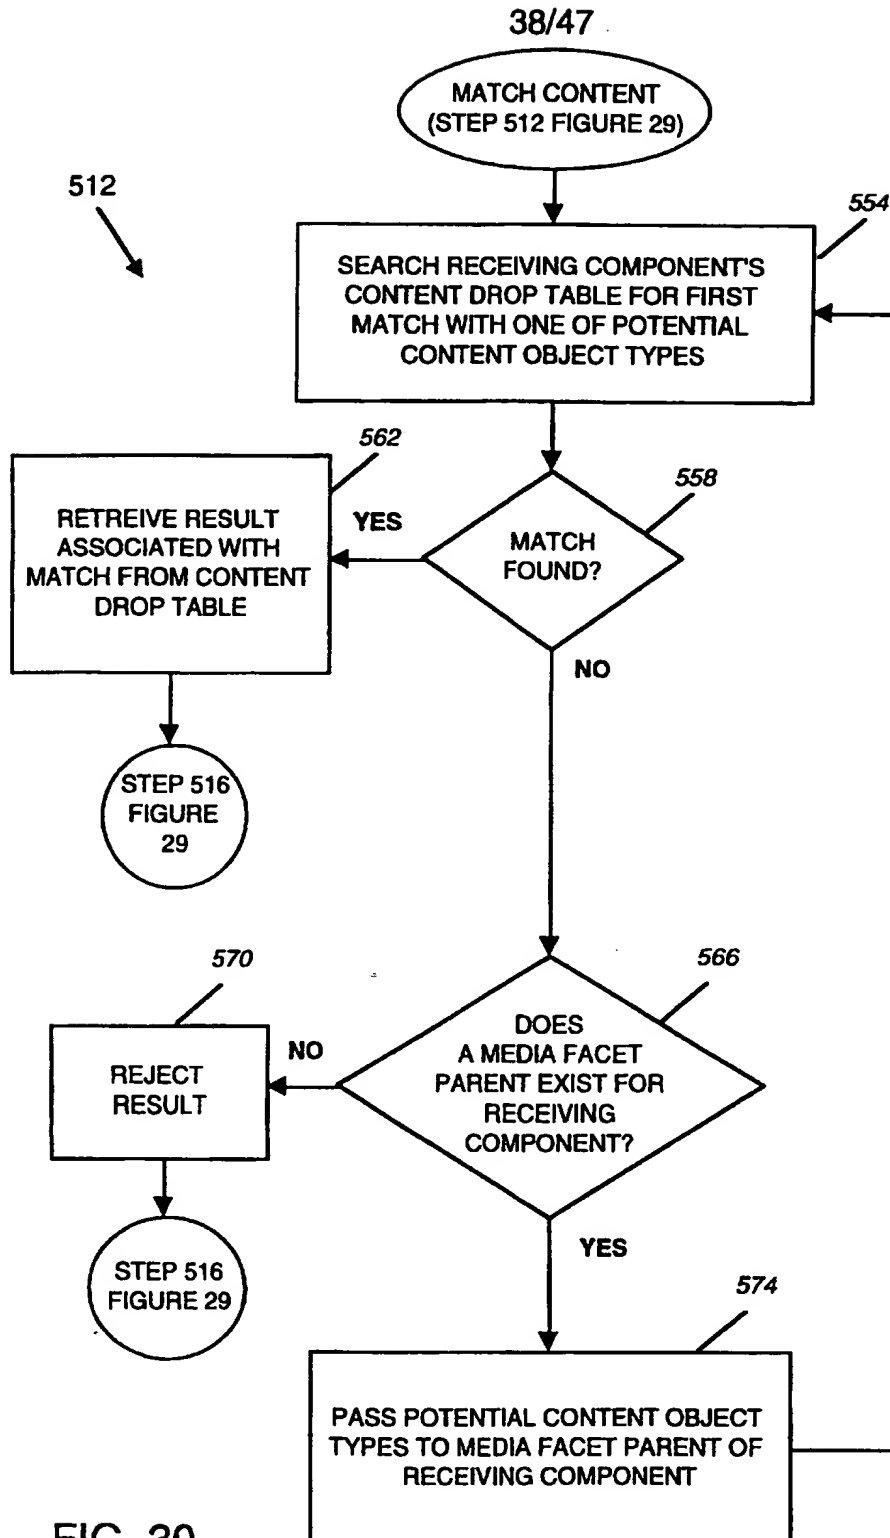 38/47
MATCH CONTENT
(STEP 512 FIGURE 29)
512
554
SEARCH RECEIVING COMPONENT'S
CONTENT DROP TABLE FOR FIRST
MATCH WITH ONE OF POTENTIAL
CONTENT OBJECT TYPES
562
558
RETREIVE RESULT
ASSOCIATED WITH
MATCH FROM CONTENT
DROP TABLE
YES
MATCH
FOUND?
NO
STEP 516
FIGURE
29
570
566
REJECT
RESULT
NO
DOES
A MEDIA FACET
PARENT EXIST FOR
RECEIVING
COMPONENT?
STEP 516
FIGURE 29
YES
574
PASS POTENTIAL CONTENT OBJECT
TYPES TO MEDIA FACET PARENT OF
RECEIVING COMPONENT
FIG. 30